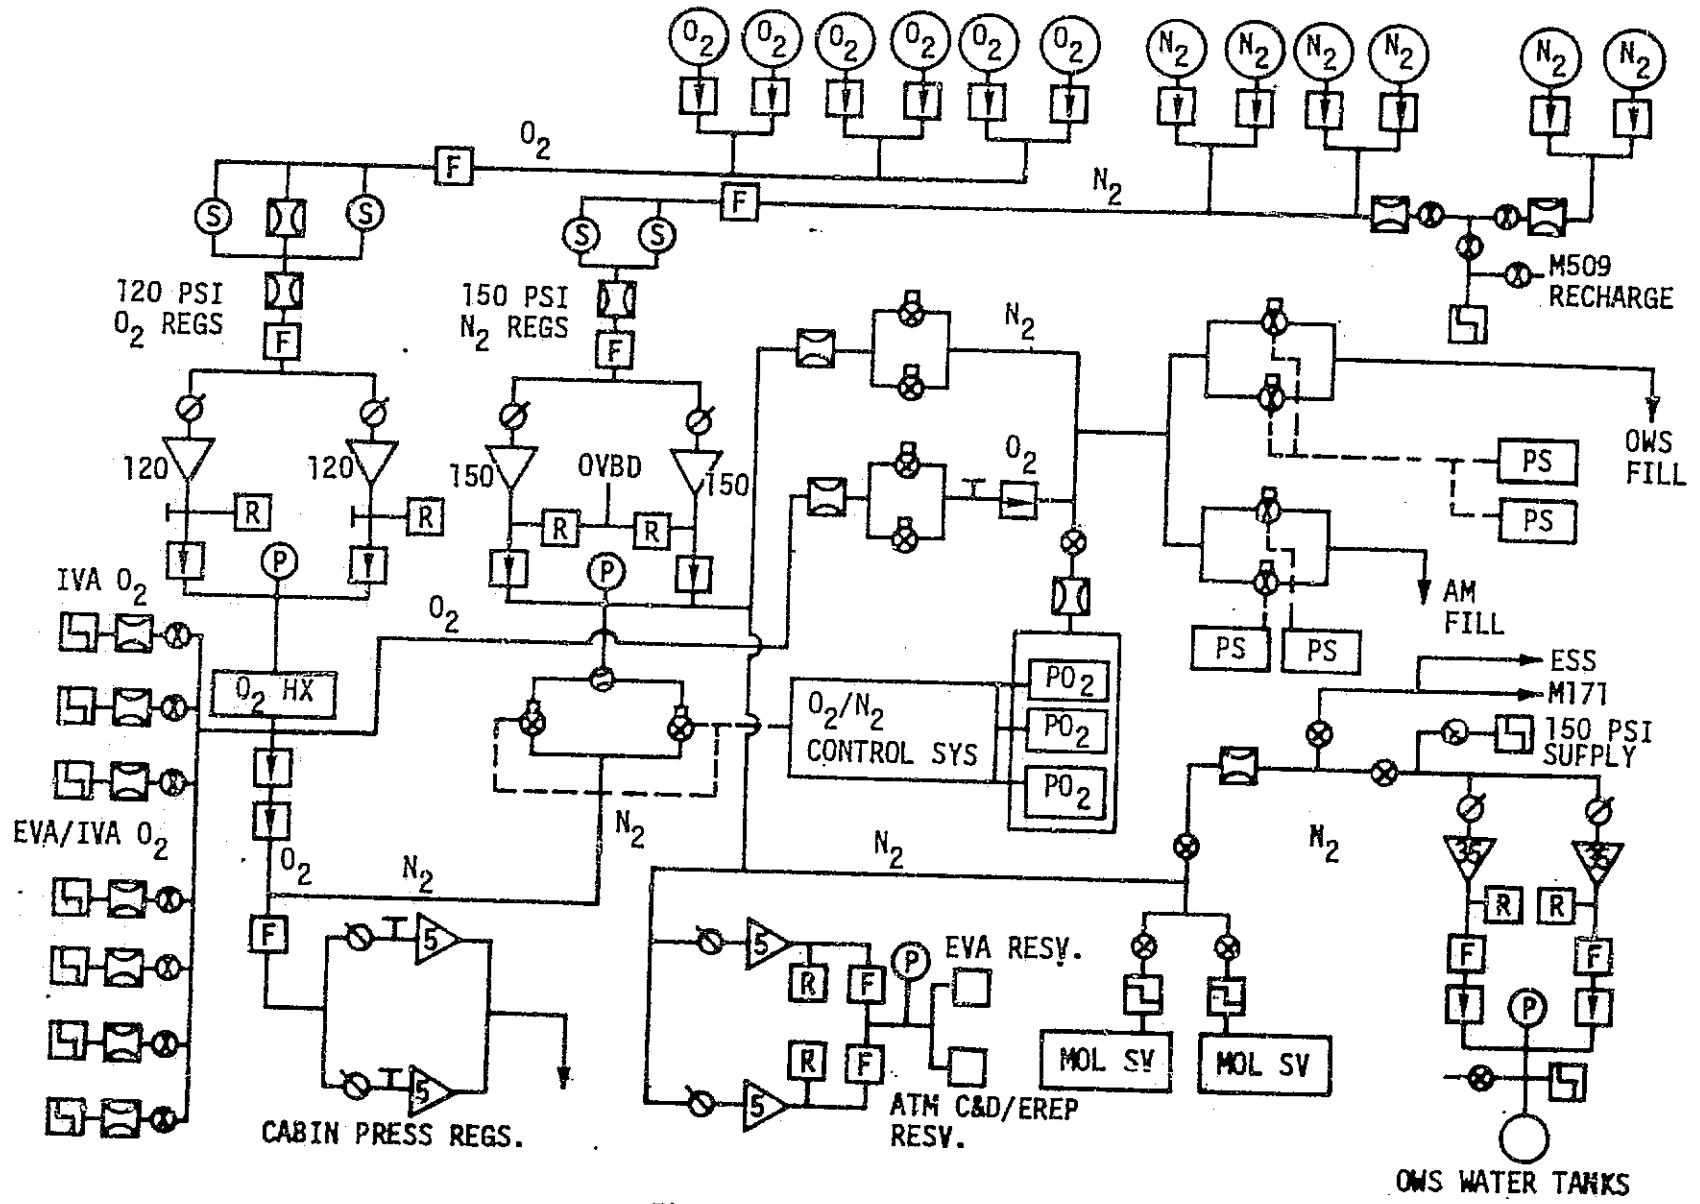 O2 O2 O2 O2 O2 O2 N2 N2 N2 N2 N2 N2
O2
F
N2
F
S S
S S
M509
RECHARGE
120 PSI
O2 REGS
150 PSI
N2 REGS
F
F
N2
120 120
150 OVBD 150
O2
OWS
FILL
PS
PS
R R
R R
P
P
IVA O2
O2
AM
FILL
PS PS
O2 HX
PO2
PO2
PO2
O2/N2
CONTROL SYS
ESS
M171
150 PSI
SUPPLY
EVA/IVA O2
O2
N2
N2
N2
N2
35 35
R R
F F
F
5
5
CABIN PRESS REGS.
5
R
F
P
EVA RESV.
R
F
5
ATM C&D/EREP
RESV.
MOL SV MOL SV
P
OWS WATER TANKS